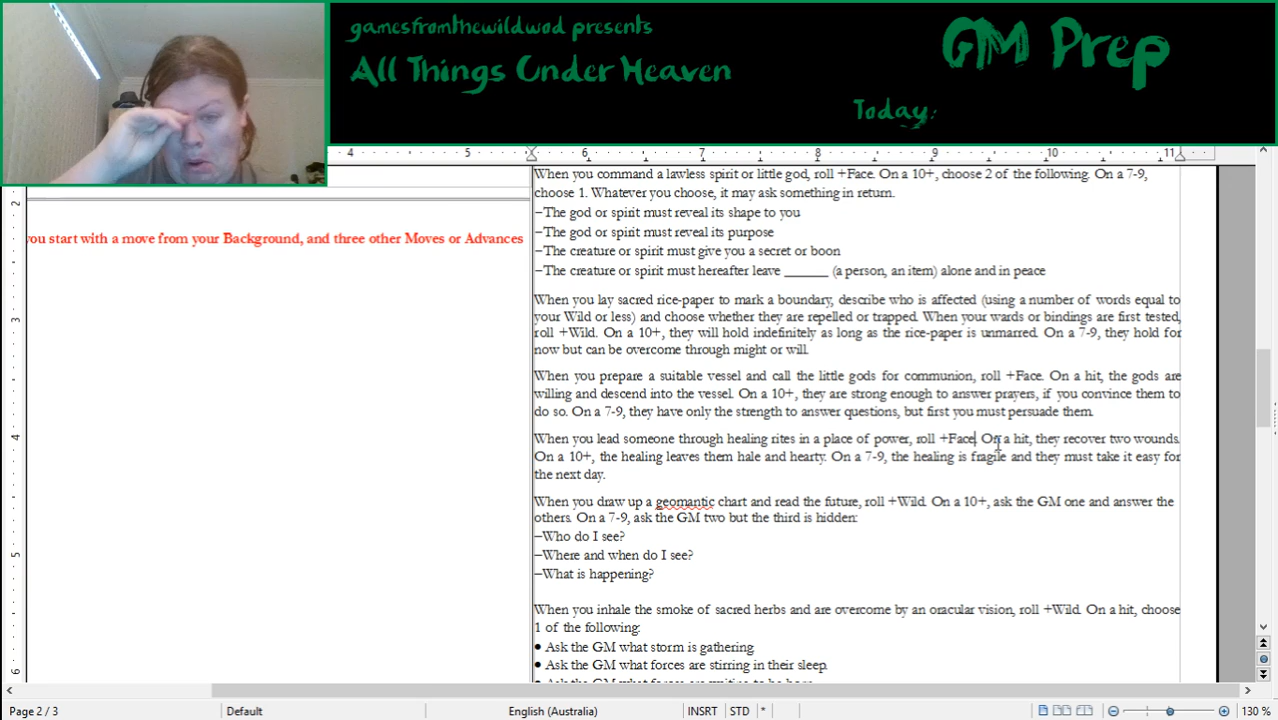 gamesfromthewildwod presents
All Things Under Heaven
GM Prep
Today:
4 5 6 7 8 9 10 11
2
3
4
5
6
you start with a move from your Background, and three other Moves or Advances
When you command a lawless spirit or little god, roll +Face. On a 10+, choose 2 of the following. On a 7-9,
choose 1. Whatever you choose, it may ask something in return.
–The god or spirit must reveal its shape to you
–The god or spirit must reveal its purpose
–The creature or spirit must give you a secret or boon
–The creature or spirit must hereafter leave ______ (a person, an item) alone and in peace
When you lay sacred rice-paper to mark a boundary, describe who is affected (using a number of words equal to
your Wild or less) and choose whether they are repelled or trapped. When your wards or bindings are first tested,
roll +Wild. On a 10+, they will hold indefinitely as long as the rice-paper is unmarred. On a 7-9, they hold for
now but can be overcome through might or will.
When you prepare a suitable vessel and call the little gods for communion, roll +Face. On a hit, the gods are
willing and descend into the vessel. On a 10+, they are strong enough to answer prayers, if you convince them to
do so. On a 7-9, they have only the strength to answer questions, but first you must persuade them.
When you lead someone through healing rites in a place of power, roll +Face. On a hit, they recover two wounds.
On a 10+, the healing leaves them hale and hearty. On a 7-9, the healing is fragile and they must take it easy for
the next day.
When you draw up a geomantic chart and read the future, roll +Wild. On a 10+, ask the GM one and answer the
others. On a 7-9, ask the GM two but the third is hidden:
–Who do I see?
–Where and when do I see?
–What is happening?
When you inhale the smoke of sacred herbs and are overcome by an oracular vision, roll +Wild. On a hit, choose
1 of the following:
• Ask the GM what storm is gathering.
• Ask the GM what forces are stirring in their sleep.
Page 2 / 3 Default English (Australia) INSRT STD * 130 %